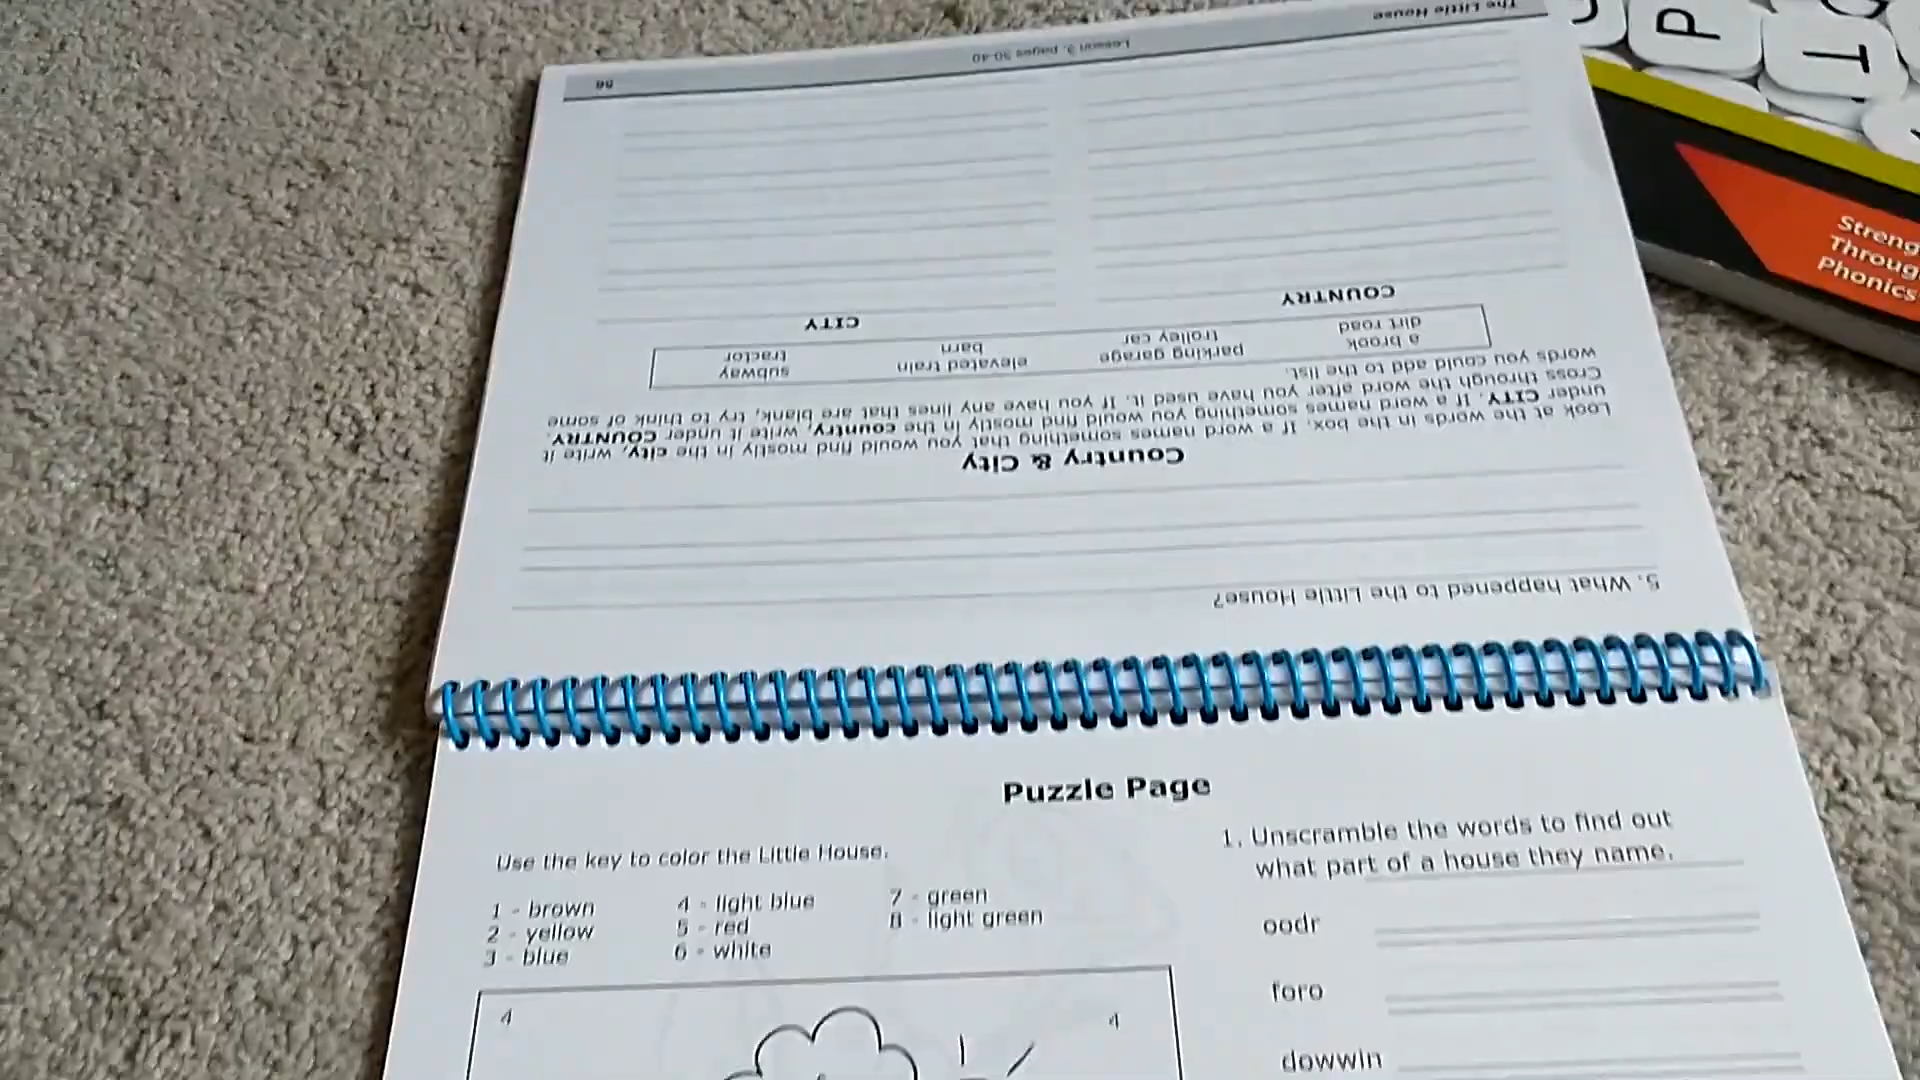 5. What happened to the Little House?
Country & City
Look at the words in the box. If a word names something that you would find mostly in the city, write it
under CITY. If a word names something you would find mostly in the country, write it under COUNTRY.
Cross through the word after you have used it. If you have any lines that are blank, try to think of some
words you could add to the list.
a brook parking garage elevated train subway
dirt road trolley car barn tractor
COUNTRY CITY
The Little House Lesson 3, pages 30-40
Puzzle Page
Use the key to color the Little House.
1 - brown 4 - light blue 7 - green
2 - yellow 5 - red 8 - light green
3 - blue 6 - white
4 4
1. Unscramble the words to find out
what part of a house they name.
oodr
foro
dowwin
P
T
Streng
Throug
Phonics